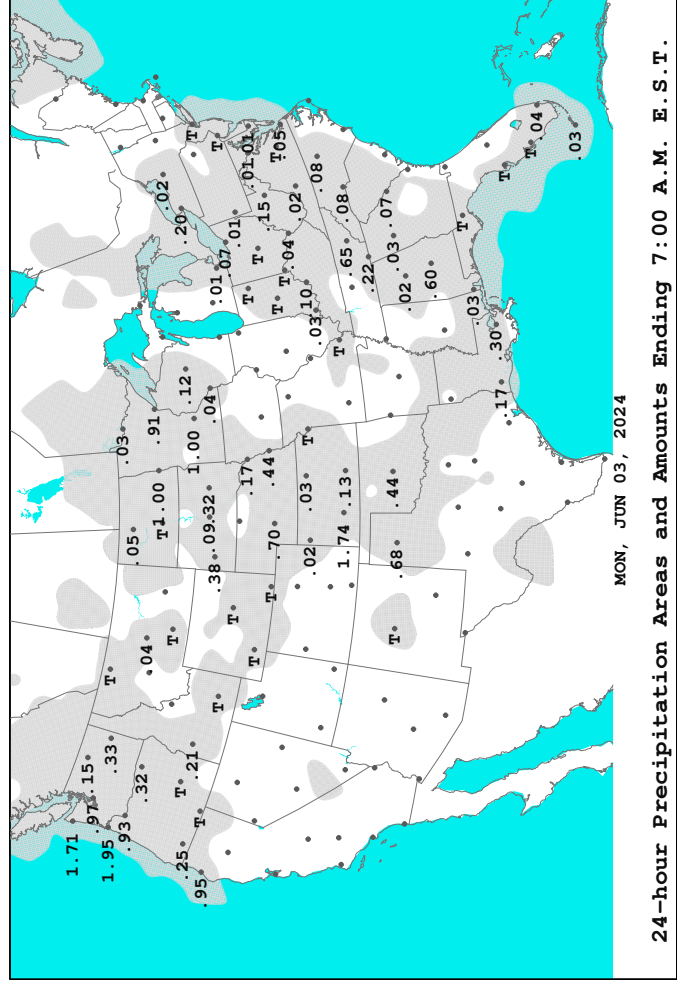 1.71
.15
.97
1.95
.33
T
.03
.93
.05
.32
.04
.91
T 1.00
.02
T
T
.20
.25
.12
T
1.00
.21
.95
T
.09 .32
.04
.38
.01
T
T
.07
T
.01
.17
.01 .01
T
T
T
.15
.44
T
.70
T
T .05
T
.04
.02
.10
.03
T
.02
.03
.08
T
.08
1.74
.13
.65
.22
.07
.44
.03
T
.68
.02
.60
T
.03
.30
.17
T
T
.04
.03
MON, JUN 03, 2024
24-hour Precipitation Areas and Amounts Ending 7:00 A.M. E.S.T.